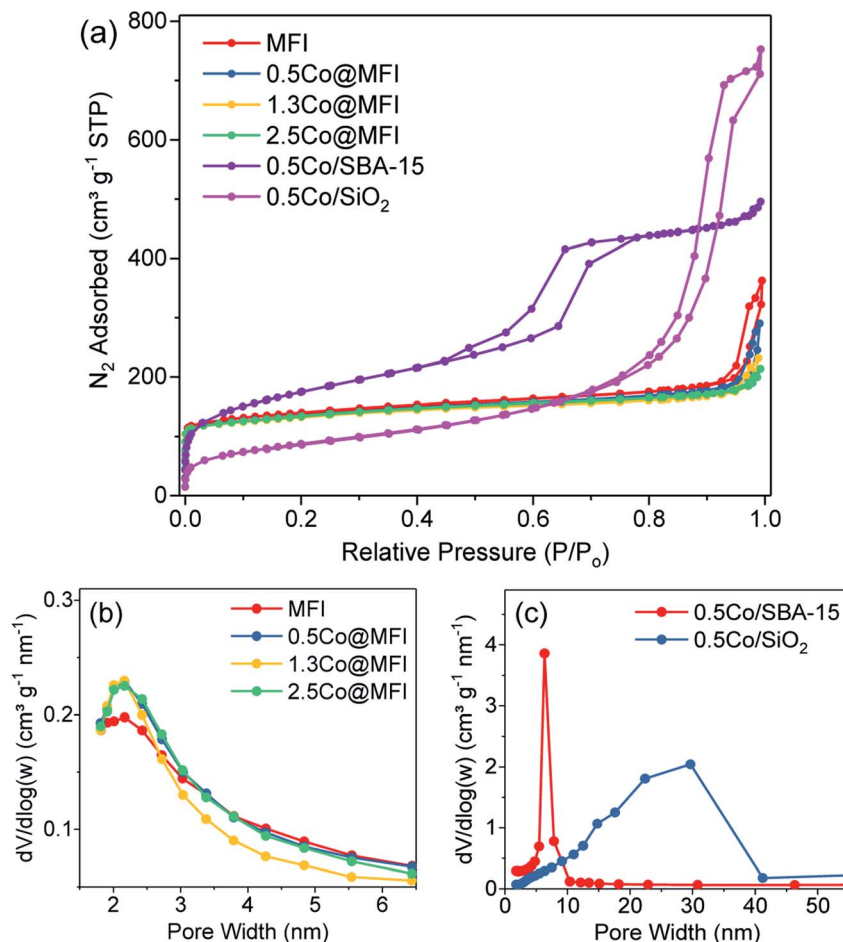 (a)
MFI
0.5Co@MFI
1.3Co@MFI
2.5Co@MFI
0.5Co/SBA-15
0.5Co/SiO₂
N₂ Adsorbed (cm³ g⁻¹ STP)
800
600
400
200
0
0.0 0.2 0.4 0.6 0.8 1.0
Relative Pressure (P/Pₒ)
(b)
MFI
0.5Co@MFI
1.3Co@MFI
2.5Co@MFI
dV/dlog(w) (cm³ g⁻¹ nm⁻¹)
0.3
0.2
0.1
2 3 4 5 6
Pore Width (nm)
(c)
0.5Co/SBA-15
0.5Co/SiO₂
dV/dlog(w) (cm³ g⁻¹ nm⁻¹)
4
2
0
0 10 20 30 40 50
Pore Width (nm)